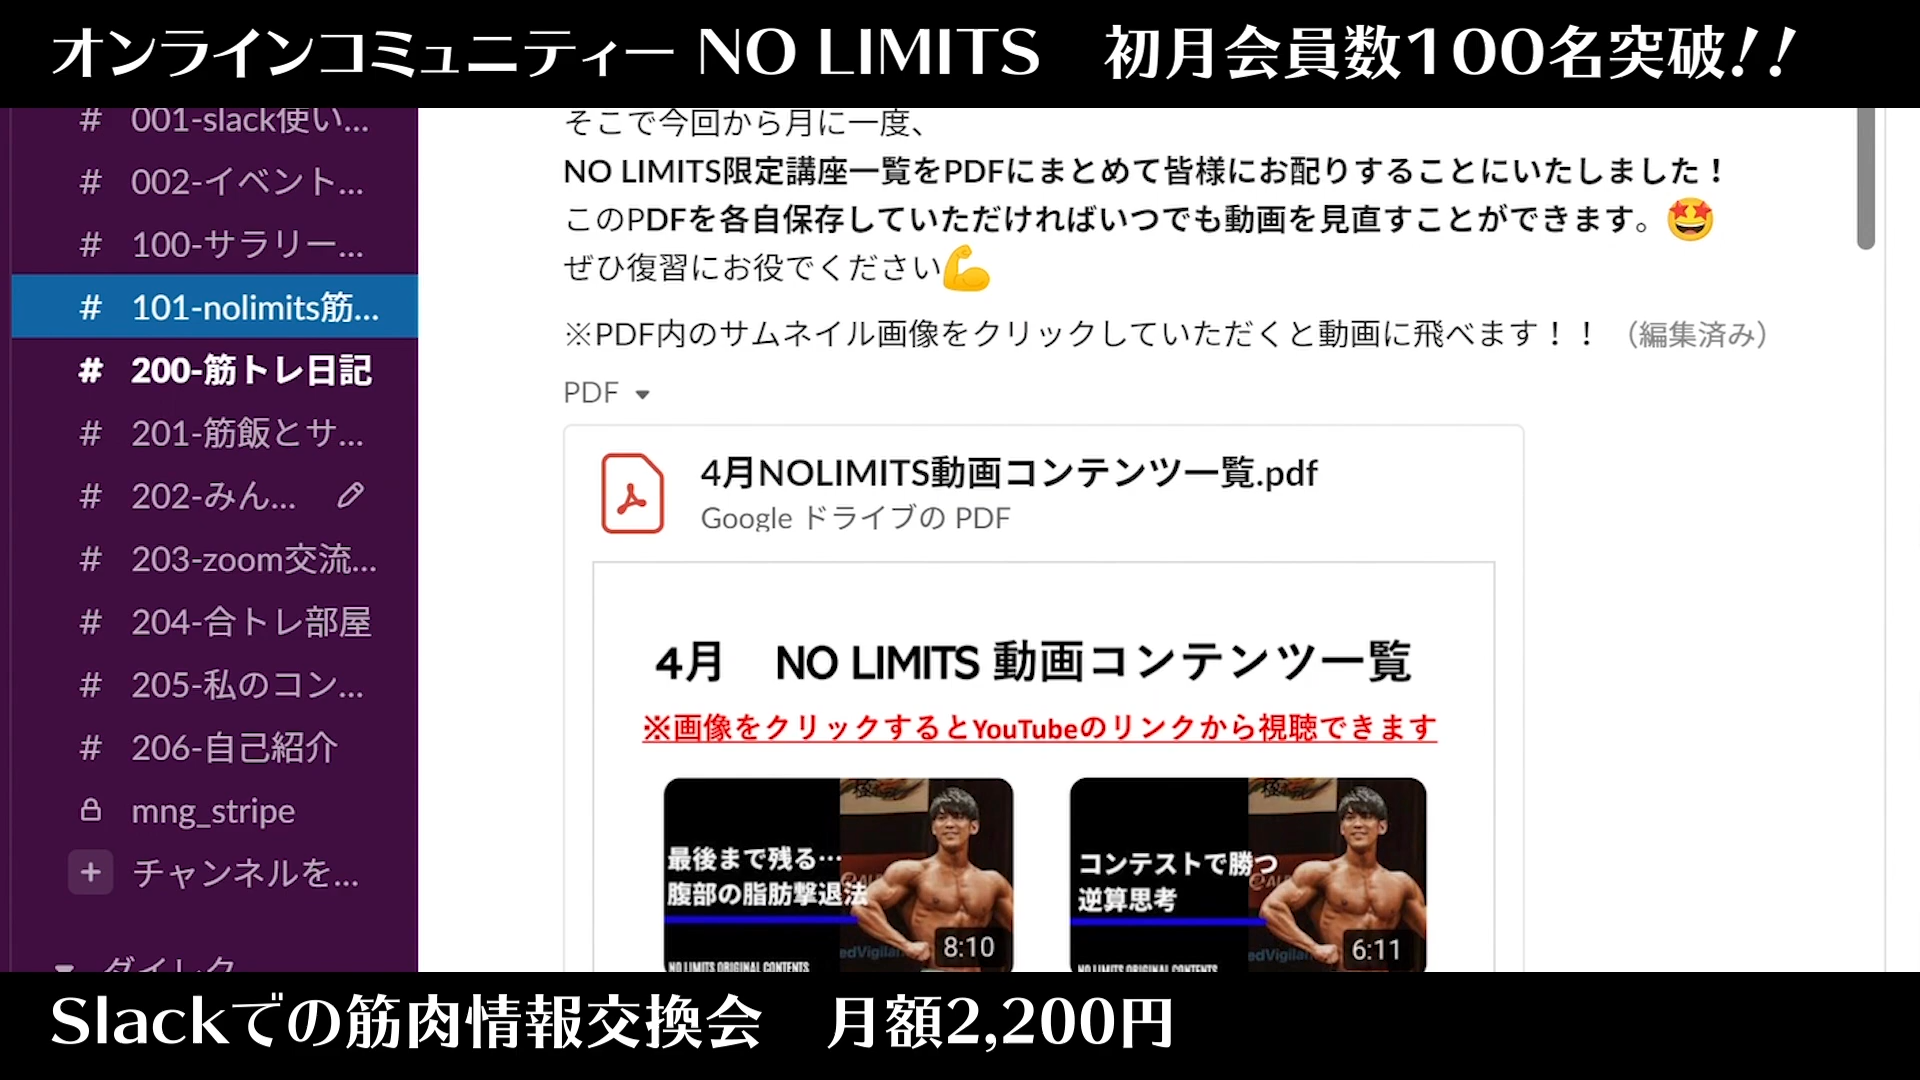 オンラインコミュニティー NO LIMITS 初月会員数100名突破!!
# 001-slack使い...
# 002-イベント...
# 100-サラリー...
# 101-nolimits筋...
# 200-筋トレ日記
# 201-筋飯とサ...
# 202-みん...
# 203-zoom交流...
# 204-合トレ部屋
# 205-私のコン...
# 206-自己紹介
mng_stripe
+ チャンネルを...
ダイレク
そこで今回から月に一度、
NO LIMITS限定講座一覧をPDFにまとめて皆様にお配りすることにいたしました！
このPDFを各自保存していただければいつでも動画を見直すことができます。
ぜひ復習にお役でください
※PDF内のサムネイル画像をクリックしていただくと動画に飛べます！！ （編集済み）
PDF
4月NOLIMITS動画コンテンツ一覧.pdf
Google ドライブの PDF
4月 NO LIMITS 動画コンテンツ一覧
※画像をクリックするとYouTubeのリンクから視聴できます
最後まで残る…
腹部の脂肪撃退法
8:10
NO LIMITS ORIGINAL CONTENTS
コンテストで勝つ
逆算思考
6:11
NO LIMITS ORIGINAL CONTENTS
Slackでの筋肉情報交換会 月額2,200円